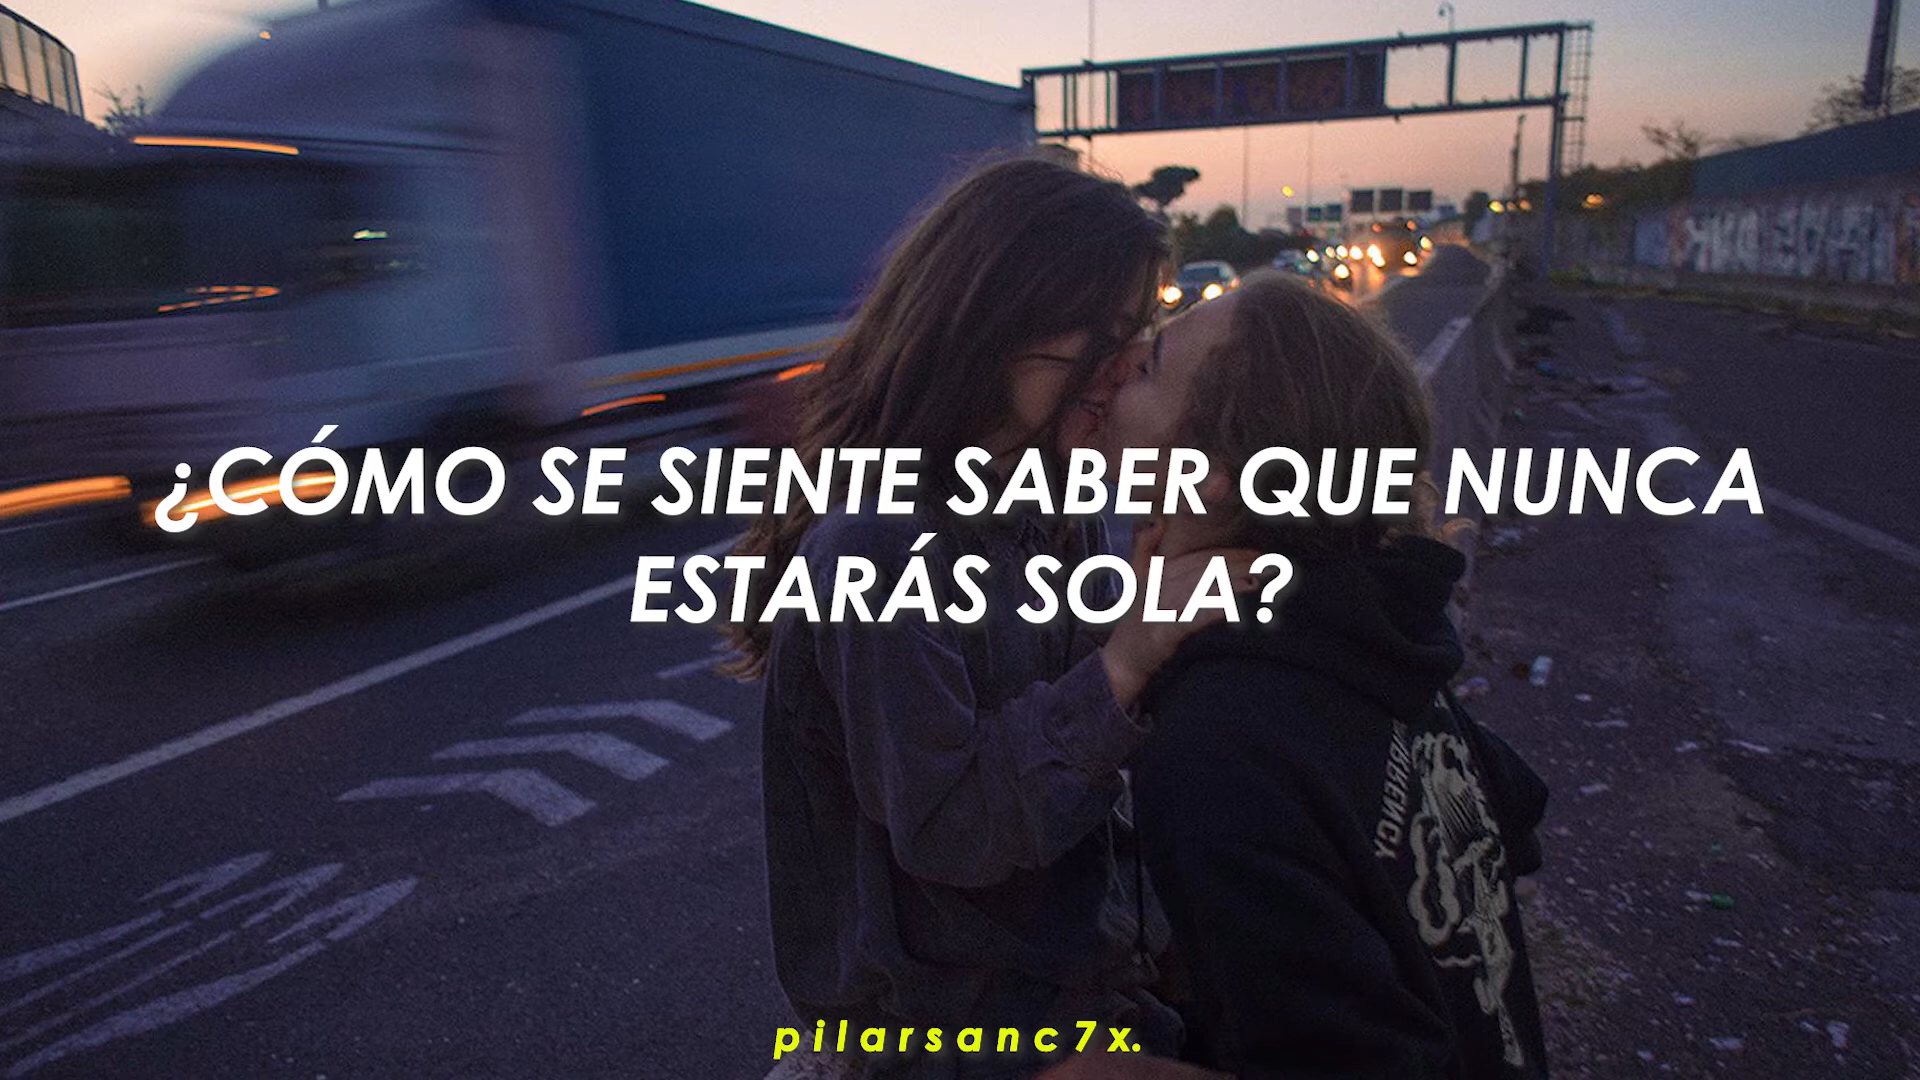 ¿CÓMO SE SIENTE SABER QUE NUNCA
ESTARÁS SOLA?
pilarsanc7x.